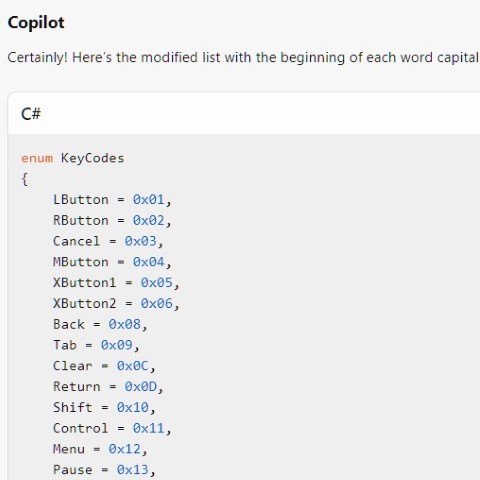 Copilot
Certainly! Here's the modified list with the beginning of each word capital
C#
enum KeyCodes
{
LButton = 0x01,
RButton = 0x02,
Cancel = 0x03,
MButton = 0x04,
XButton1 = 0x05,
XButton2 = 0x06,
Back = 0x08,
Tab = 0x09,
Clear = 0x0C,
Return = 0x0D,
Shift = 0x10,
Control = 0x11,
Menu = 0x12,
Pause = 0x13,